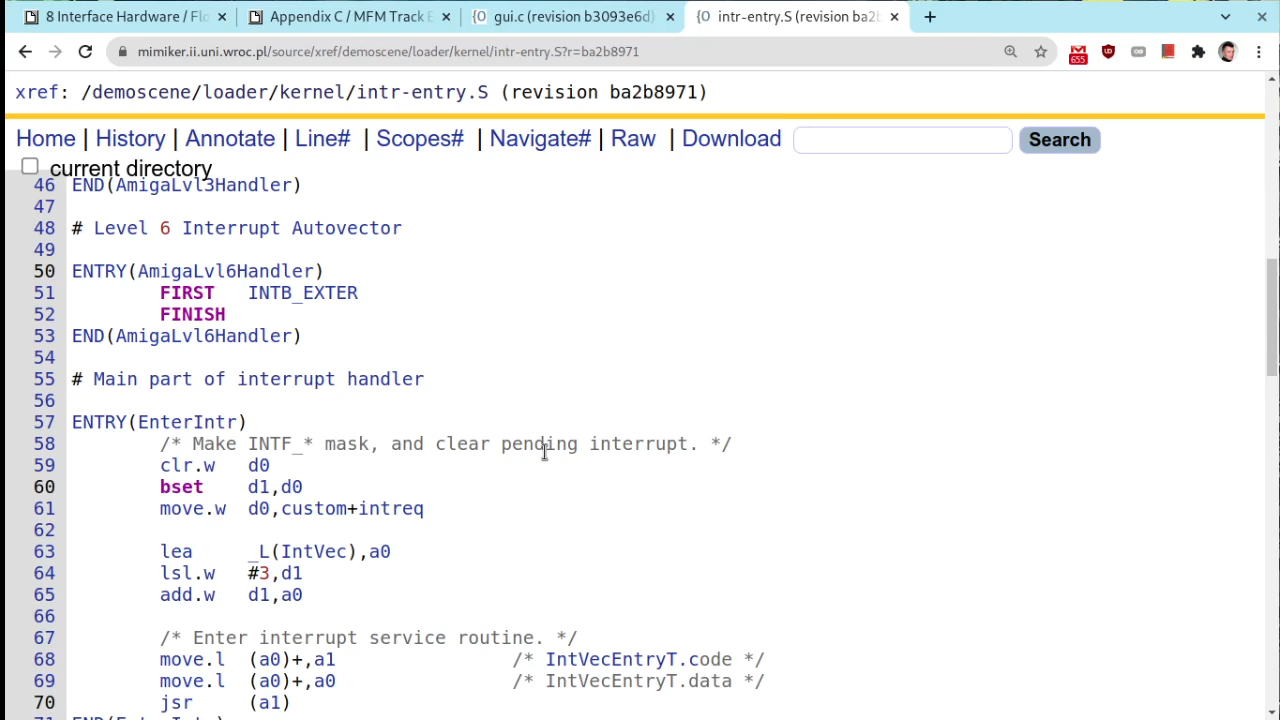 8 Interface Hardware / Flo
Appendix C / MFM Track E
gui.c (revision b3093e6d)
intr-entry.S (revision ba2b
mimiker.ii.uni.wroc.pl/source/xref/demoscene/loader/kernel/intr-entry.S?r=ba2b8971
655
xref: /demoscene/loader/kernel/intr-entry.S (revision ba2b8971)
Home | History | Annotate | Line# | Scopes# | Navigate# | Raw | Download Search
current directory
46 END(AmigaLvl3Handler)
47
48 # Level 6 Interrupt Autovector
49
50 ENTRY(AmigaLvl6Handler)
51 FIRST INTB_EXTER
52 FINISH
53 END(AmigaLvl6Handler)
54
55 # Main part of interrupt handler
56
57 ENTRY(EnterIntr)
58 /* Make INTF_* mask, and clear pending interrupt. */
59 clr.w d0
60 bset d1,d0
61 move.w d0,custom+intreq
62
63 lea _L(IntVec),a0
64 lsl.w #3,d1
65 add.w d1,a0
66
67 /* Enter interrupt service routine. */
68 move.l (a0)+,a1 /* IntVecEntryT.code */
69 move.l (a0)+,a0 /* IntVecEntryT.data */
70 jsr (a1)
71 END(EnterIntr)